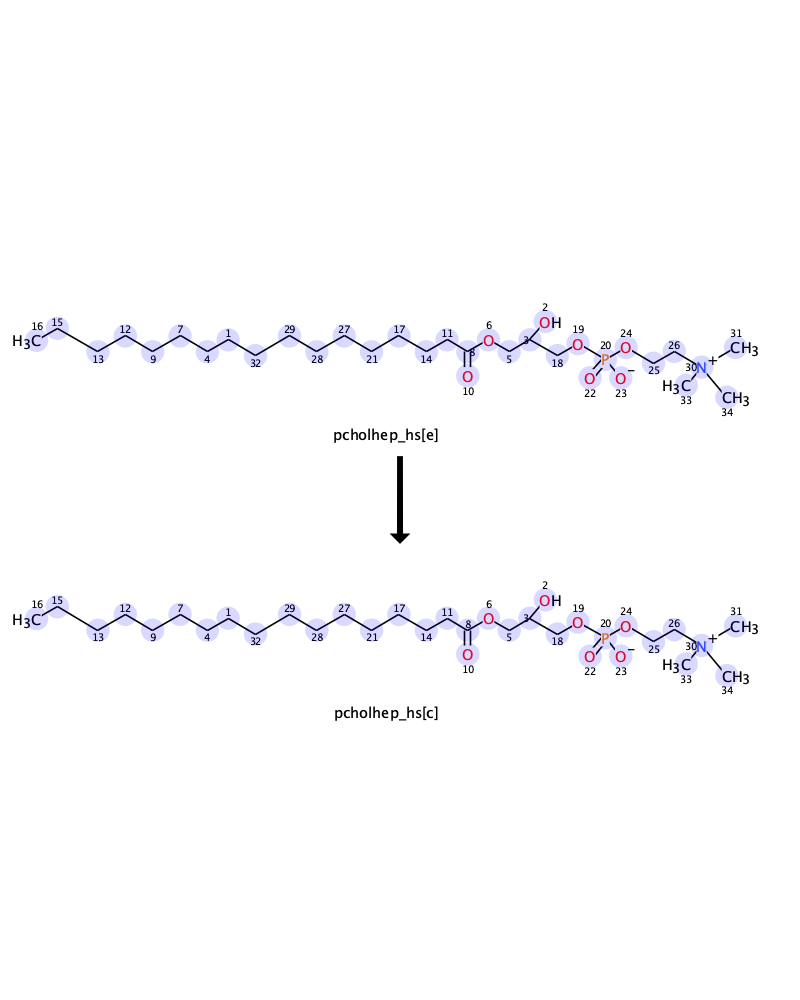 2
16 15 12 7 1 29 27 17 11 6 OH 19 20 24 26 31
H3C O 3 O P O 30 N + CH3
13 9 4 32 28 21 14 8 5 18 25
O O O − H3C CH3
10 22 23 33 34
pcholhep_hs[e]
2
16 15 12 7 1 29 27 17 11 6 OH 19 20 24 26 31
H3C 8 O 3 O P O 30 N + CH3
13 9 4 32 28 21 14 5 18 25
O O O − H3C CH3
10 22 23 33 34
pcholhep_hs[c]